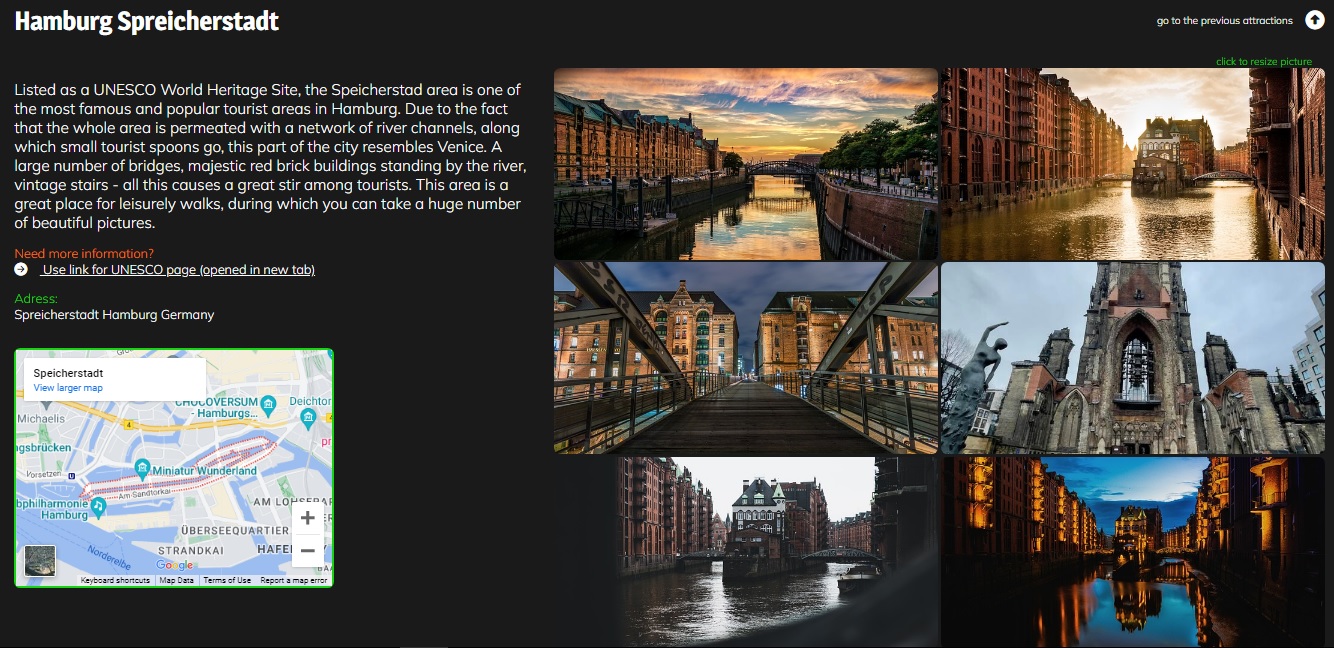 Hamburg Spreicherstadt
go to the previous attractions
click to resize picture
Listed as a UNESCO World Heritage Site, the Speicherstad area is one of
the most famous and popular tourist areas in Hamburg. Due to the fact
that the whole area is permeated with a network of river channels, along
which small tourist spoons go, this part of the city resembles Venice. A
large number of bridges, majestic red brick buildings standing by the river,
vintage stairs - all this causes a great stir among tourists. This area is a
great place for leisurely walks, during which you can take a huge number
of beautiful pictures.
Need more information?
Use link for UNESCO page (opened in new tab)
Adress:
Spreicherstadt Hamburg Germany
Speicherstadt
View larger map
CHOCOVERSUM
- Hamburgs...
Deichtor
Michaelis
4
ngsbrücken
Vorsetzen
U
Miniatur Wunderland
Am Sandtorkai
bphilharmonie
Hamburg
AM LOHSEPAR
ÜBERSEEQUARTIER
STRANDKAI
HAFE
Norderelbe
+
−
Google
Keyboard shortcuts
Map Data
Terms of Use
Report a map error